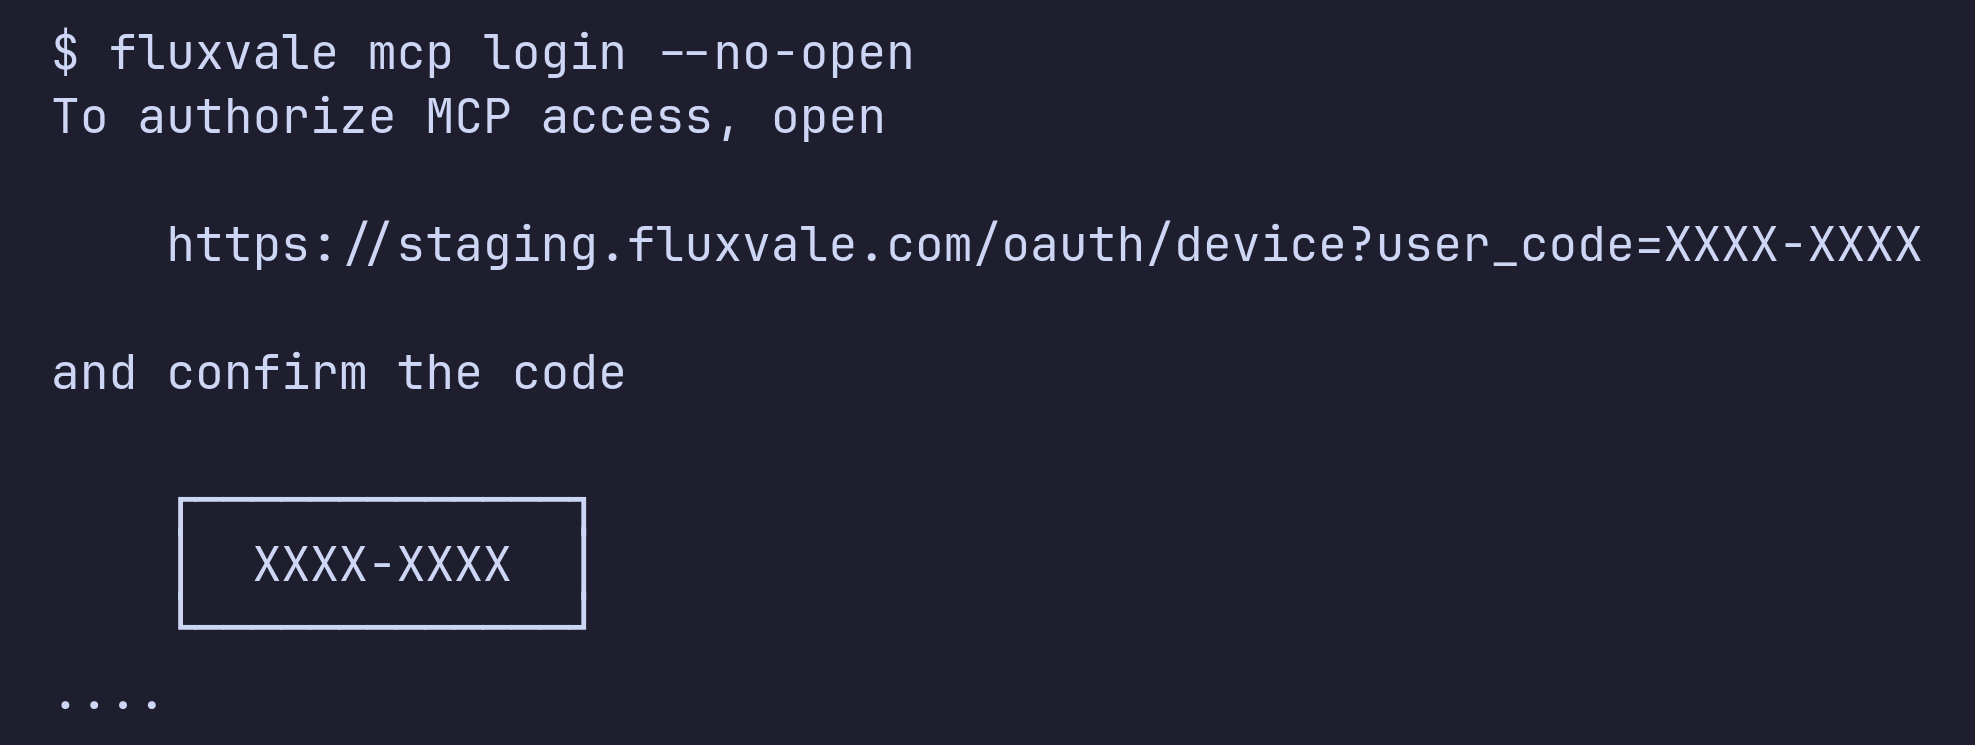 $ fluxvale mcp login --no-open
To authorize MCP access, open
https://staging.fluxvale.com/oauth/device?user_code=XXXX-XXXX
and confirm the code
XXXX-XXXX
....